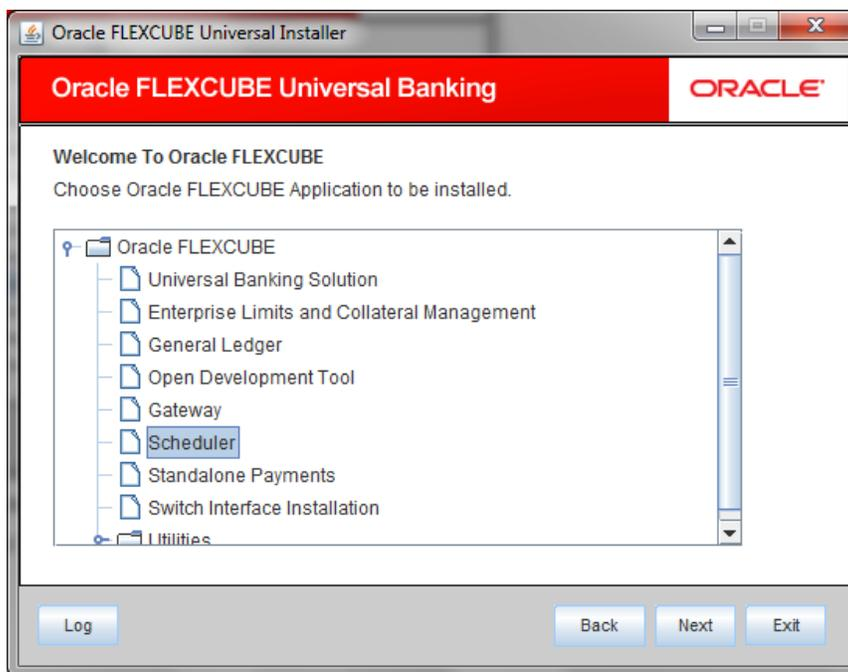 Oracle FLEXCUBE Universal Installer
Oracle FLEXCUBE Universal Banking
ORACLE
Welcome To Oracle FLEXCUBE
Choose Oracle FLEXCUBE Application to be installed.
Oracle FLEXCUBE
Universal Banking Solution
Enterprise Limits and Collateral Management
General Ledger
Open Development Tool
Gateway
Scheduler
Standalone Payments
Switch Interface Installation
Utilities
Log Back Next Exit